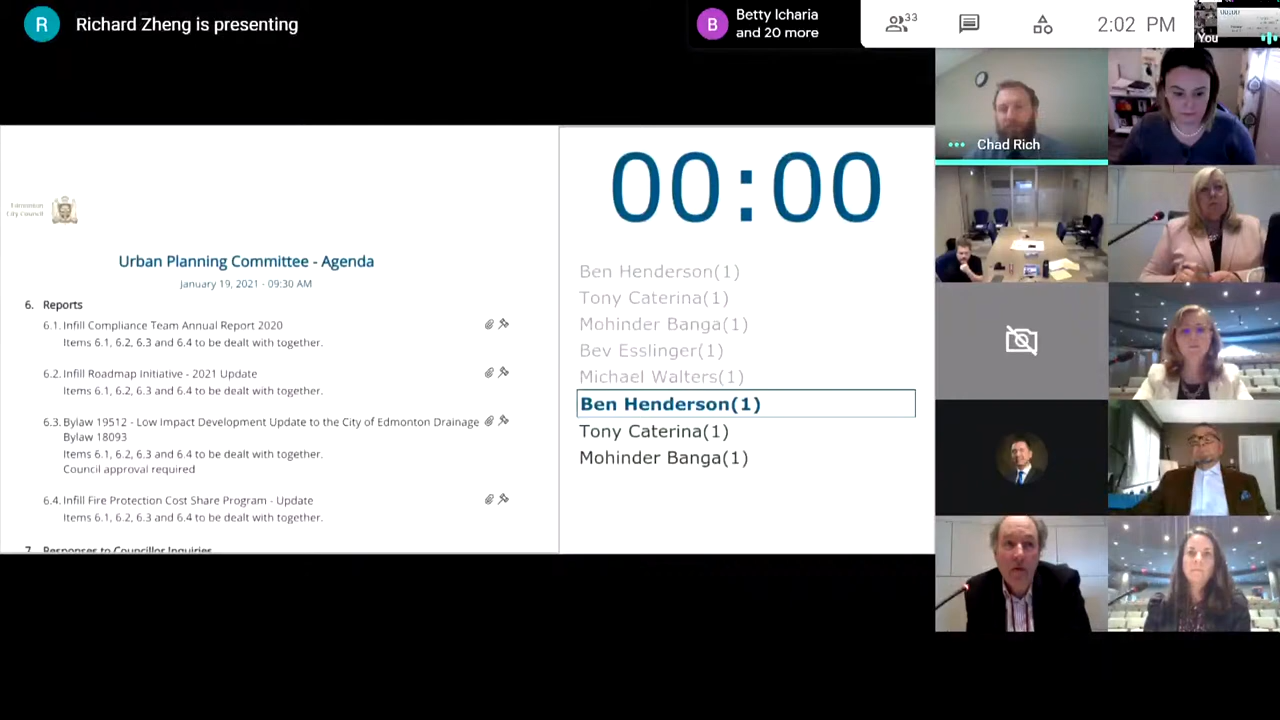 R
Richard Zheng is presenting
B
Betty Icharia
and 20 more
33
2:02 PM
You
Chad Rich
Edmonton
City Council
Urban Planning Committee - Agenda
January 19, 2021 - 09:30 AM
6. Reports
6.1. Infill Compliance Team Annual Report 2020
Items 6.1, 6.2, 6.3 and 6.4 to be dealt with together.
6.2. Infill Roadmap Initiative - 2021 Update
Items 6.1, 6.2, 6.3 and 6.4 to be dealt with together.
6.3. Bylaw 19512 - Low Impact Development Update to the City of Edmonton Drainage
Bylaw 18093
Items 6.1, 6.2, 6.3 and 6.4 to be dealt with together.
Council approval required
6.4. Infill Fire Protection Cost Share Program - Update
Items 6.1, 6.2, 6.3 and 6.4 to be dealt with together.
7. Responses to Councillor Inquiries
00:00
Ben Henderson(1)
Tony Caterina(1)
Mohinder Banga(1)
Bev Esslinger(1)
Michael Walters(1)
Ben Henderson(1)
Tony Caterina(1)
Mohinder Banga(1)